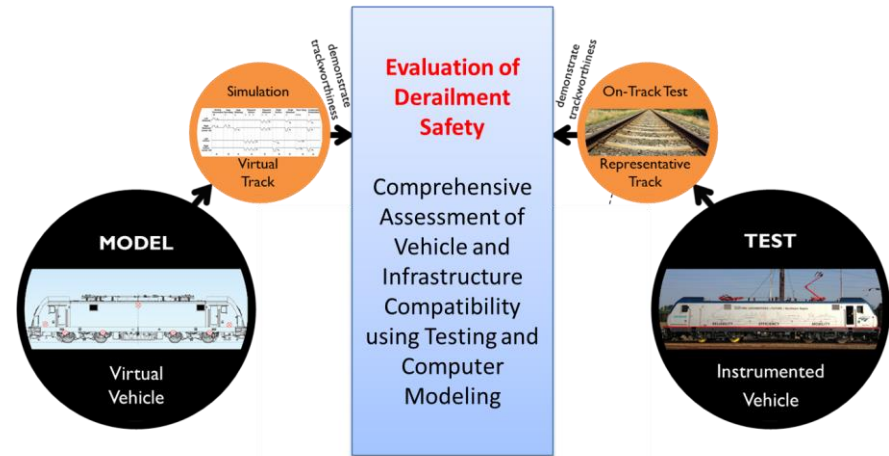 Simulation
Virtual
Track
demonstrate
trackworthiness
MODEL
Virtual
Vehicle
Evaluation of
Derailment
Safety
Comprehensive
Assessment of
Vehicle and
Infrastructure
Compatibility
using Testing and
Computer
Modeling
demonstrate
trackworthiness
On-Track Test
Representative
Track
TEST
Instrumented
Vehicle